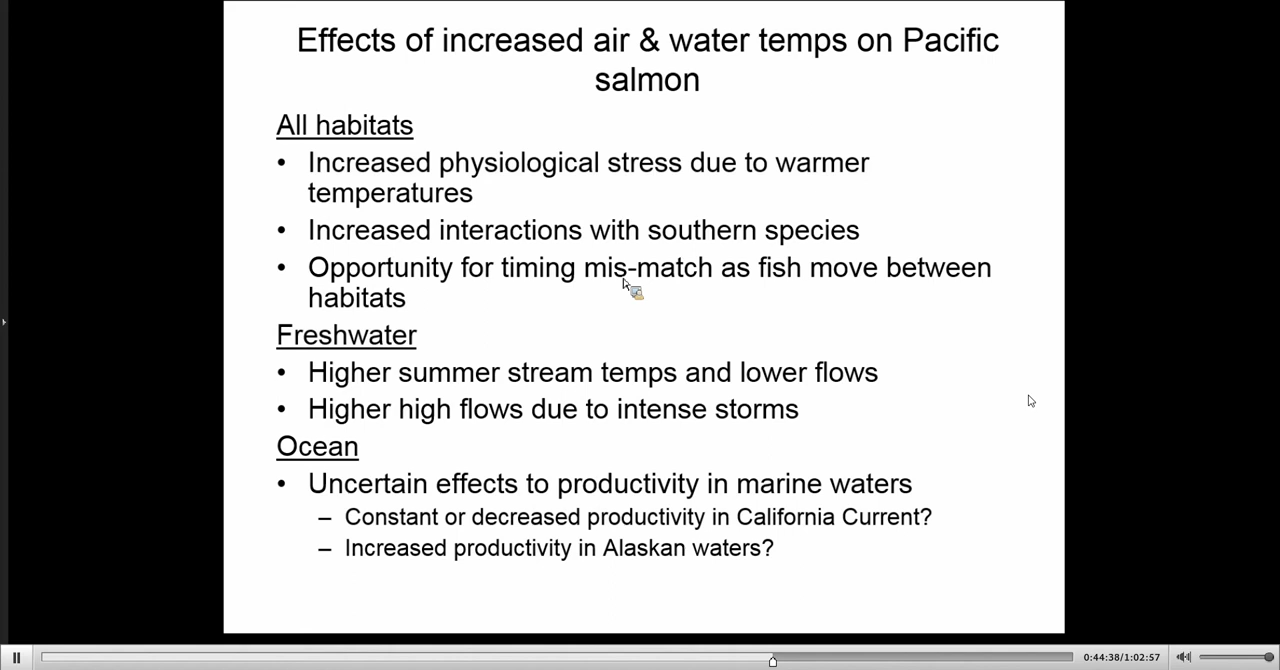 Effects of increased air & water temps on Pacific
salmon
All habitats
• Increased physiological stress due to warmer
temperatures
• Increased interactions with southern species
• Opportunity for timing mis-match as fish move between
habitats
Freshwater
• Higher summer stream temps and lower flows
• Higher high flows due to intense storms
Ocean
• Uncertain effects to productivity in marine waters
– Constant or decreased productivity in California Current?
– Increased productivity in Alaskan waters?
0:44:38/1:02:57